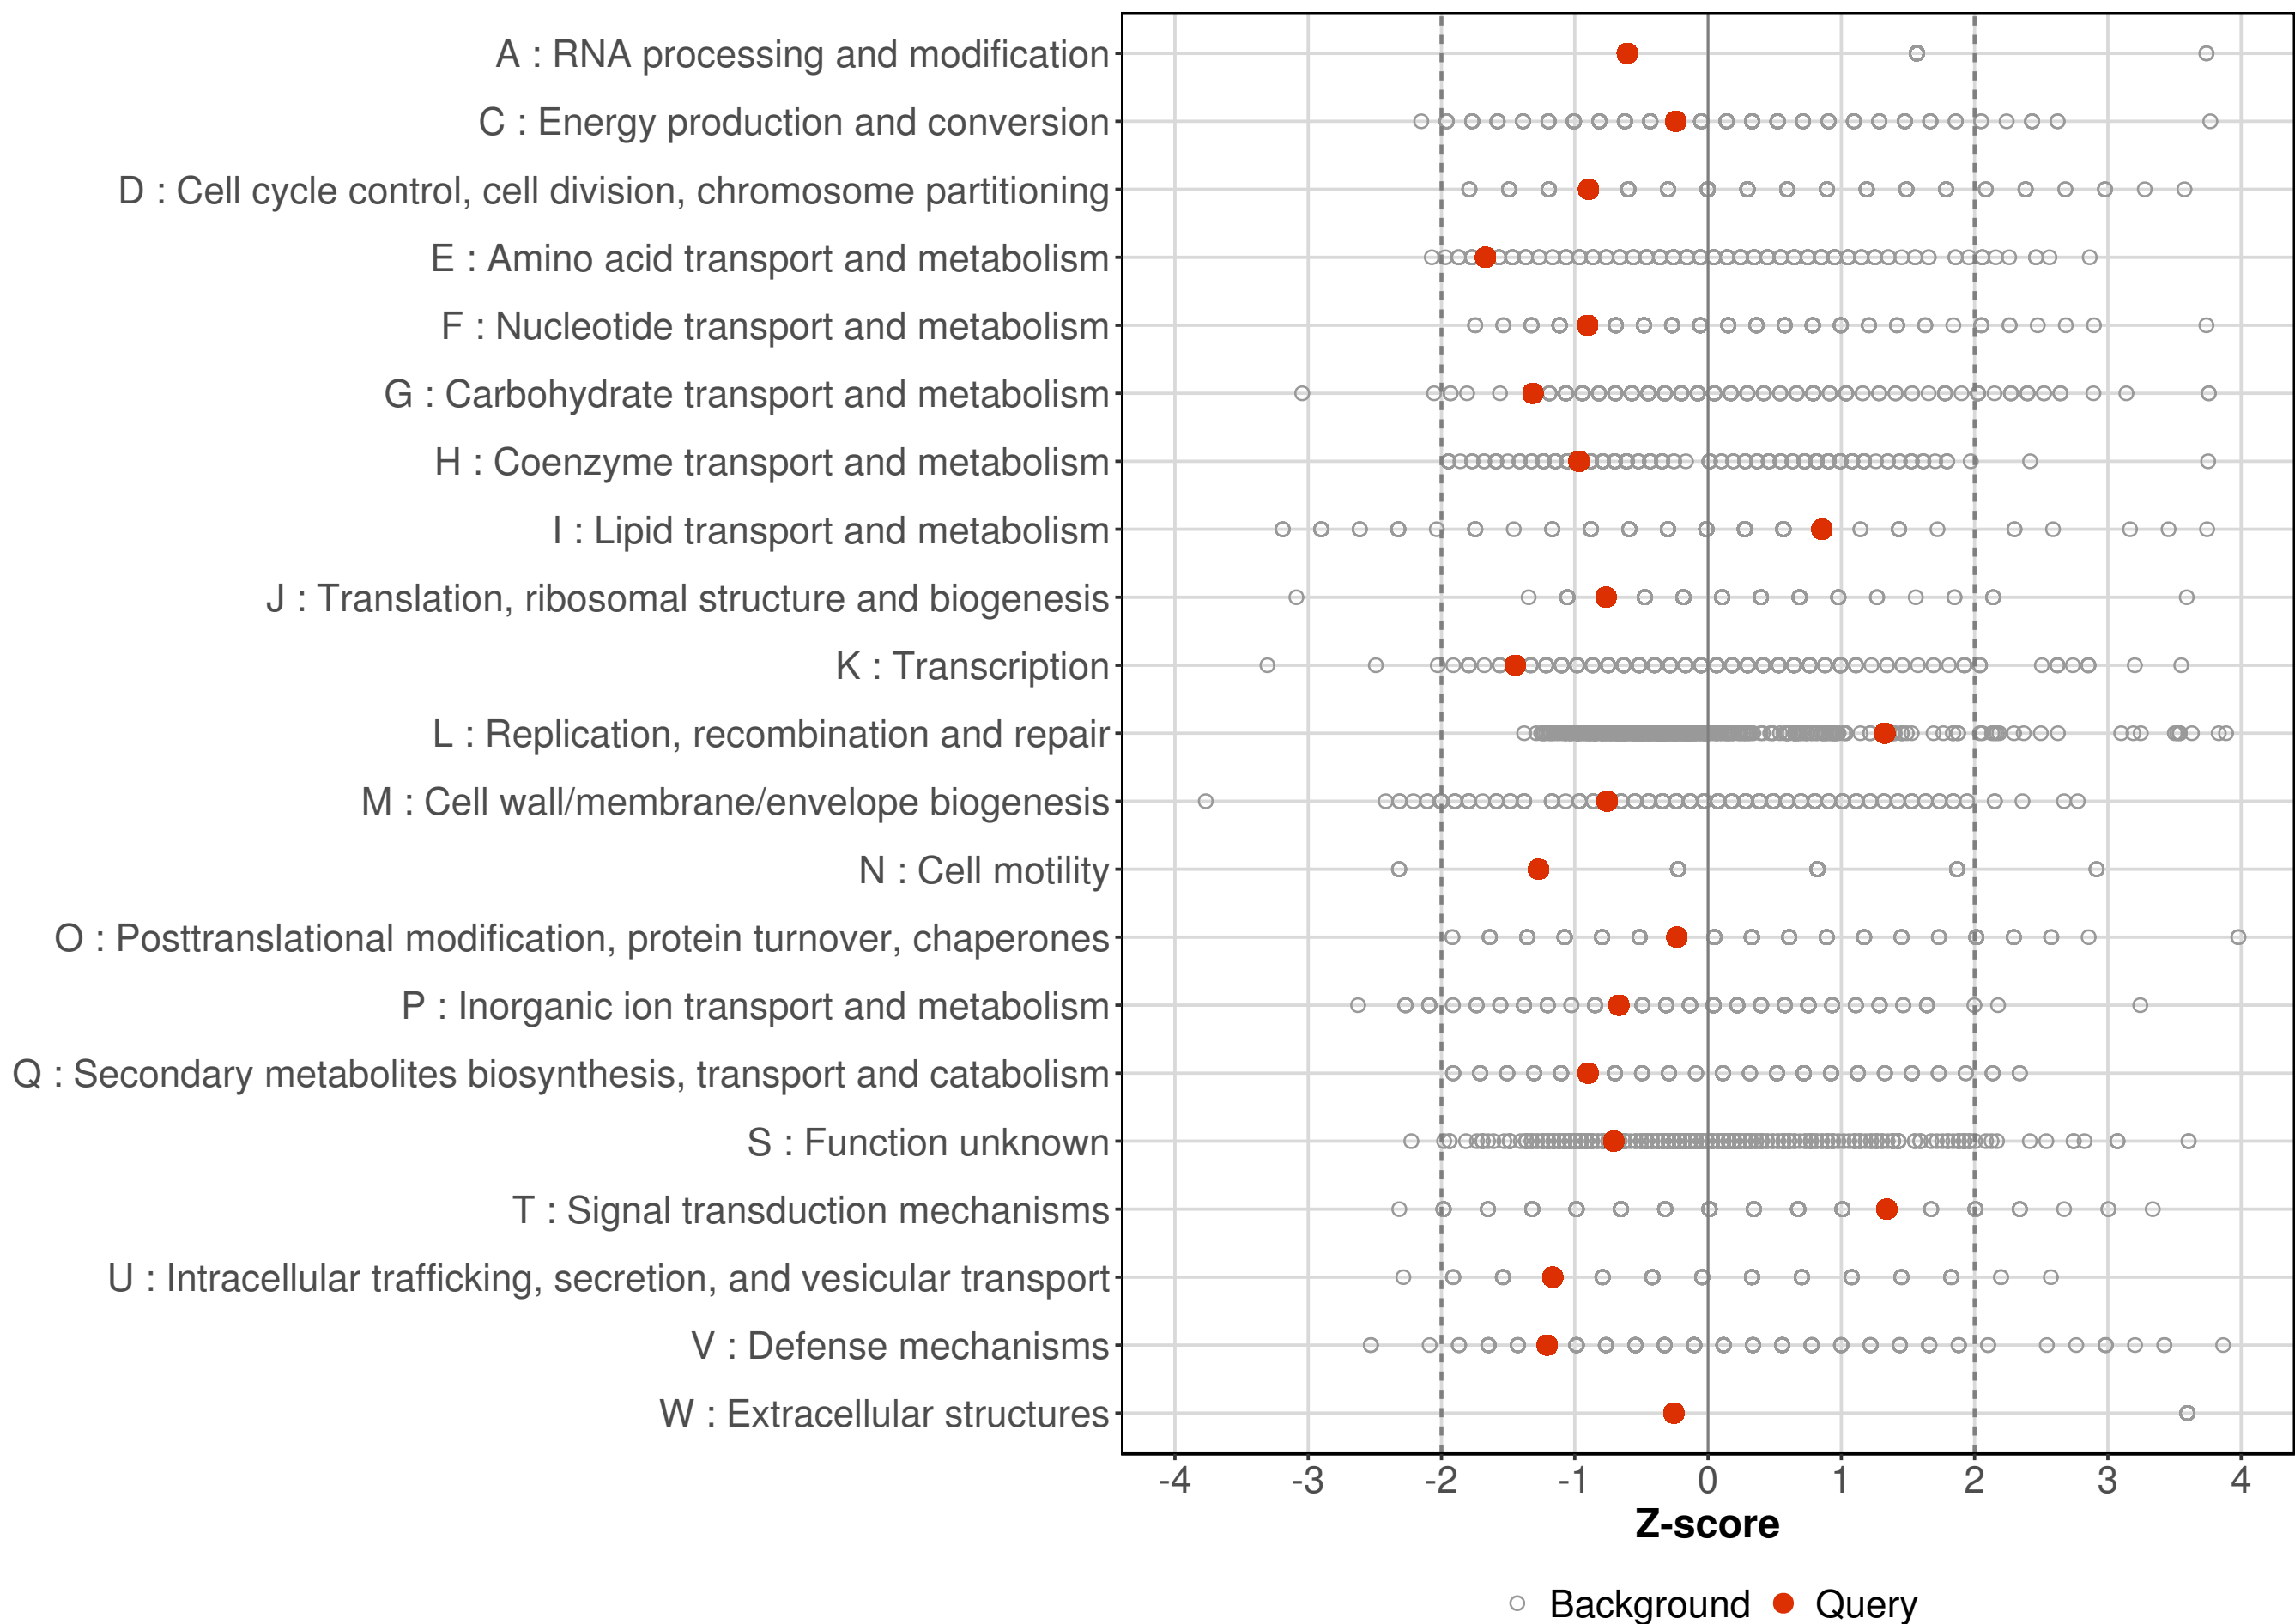 A : RNA processing and modification
C : Energy production and conversion
D : Cell cycle control, cell division, chromosome partitioning
E : Amino acid transport and metabolism
F : Nucleotide transport and metabolism
G : Carbohydrate transport and metabolism
H : Coenzyme transport and metabolism
I : Lipid transport and metabolism
J : Translation, ribosomal structure and biogenesis
K : Transcription
L : Replication, recombination and repair
M : Cell wall/membrane/envelope biogenesis
N : Cell motility
O : Posttranslational modification, protein turnover, chaperones
P : Inorganic ion transport and metabolism
Q : Secondary metabolites biosynthesis, transport and catabolism
S : Function unknown
T : Signal transduction mechanisms
U : Intracellular trafficking, secretion, and vesicular transport
V : Defense mechanisms
W : Extracellular structures
-4 -3 -2 -1 0 1 2 3 4
Z-score
Background Query